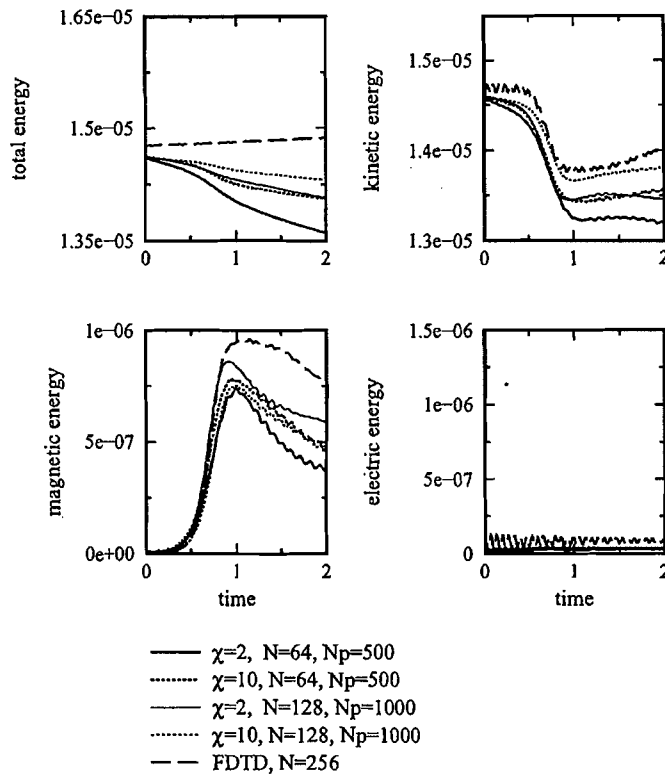 1.65e−05
1.5e−05
1.35e−05
total energy
0 1 2
1.5e−05
1.4e−05
1.3e−05
kinetic energy
0 1 2
1e−06
5e−07
0e+00
magnetic energy
0 1 2
time
1.5e−06
1e−06
5e−07
0
electric energy
0 1 2
time
χ=2, N=64, Np=500
χ=10, N=64, Np=500
χ=2, N=128, Np=1000
χ=10, N=128, Np=1000
FDTD, N=256